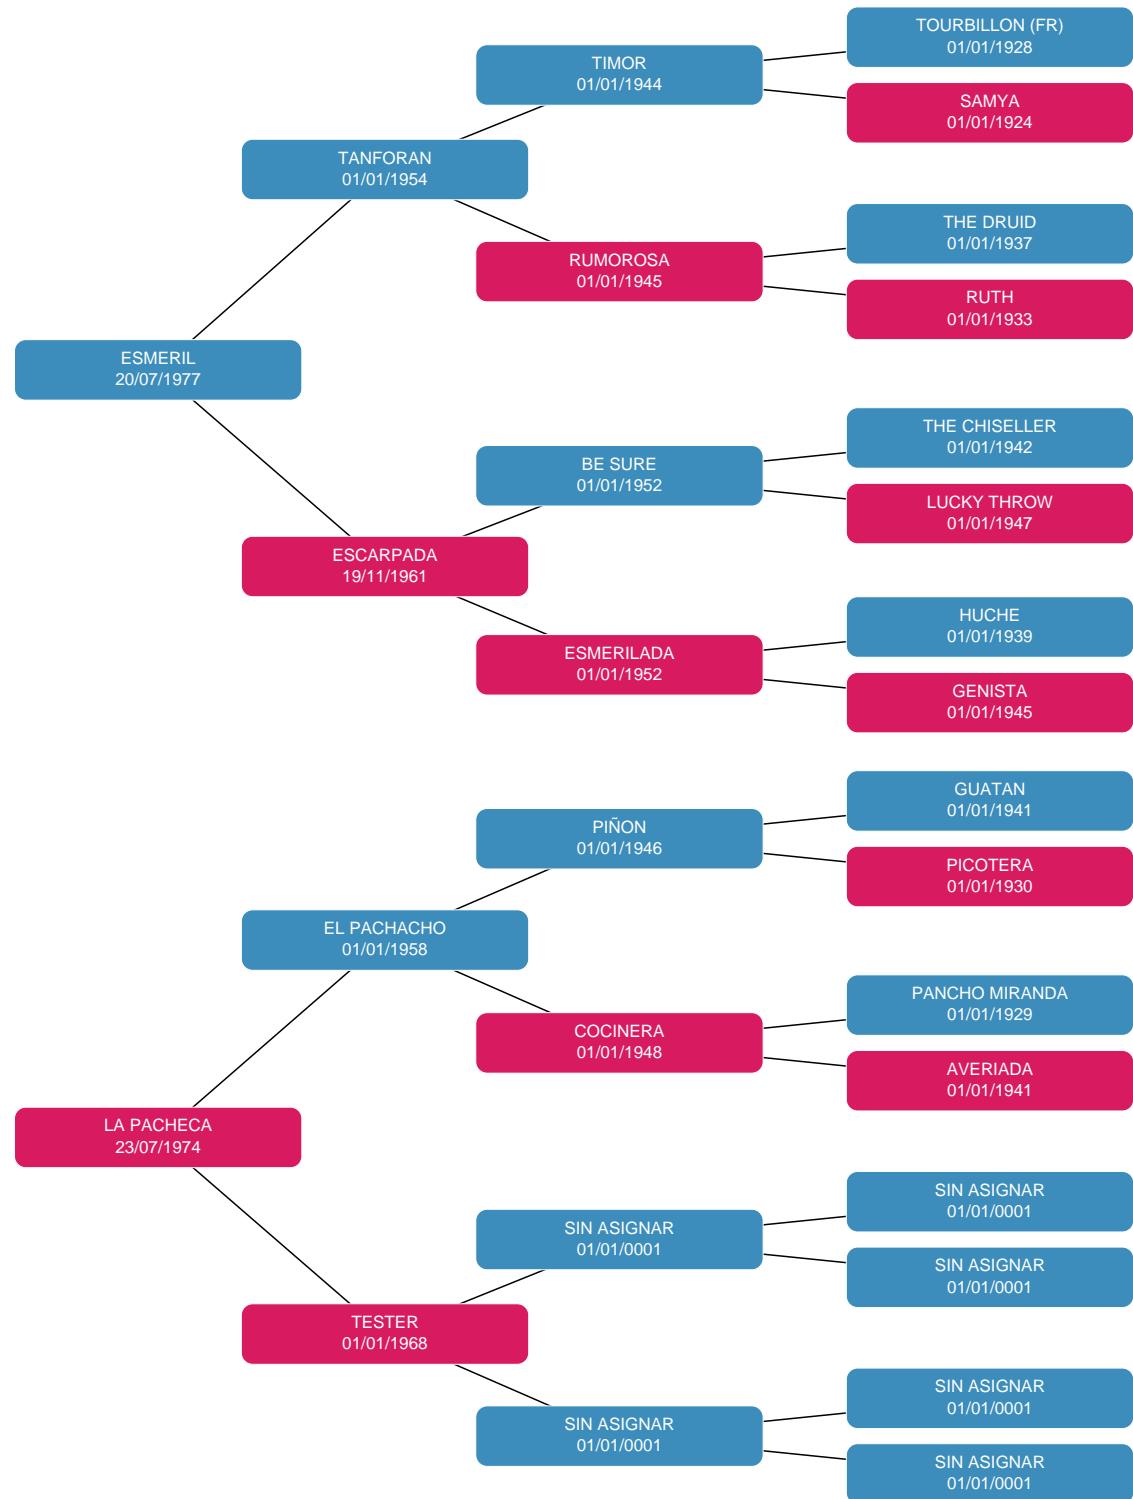 TOURBILLON (FR)
01/01/1928
TIMOR
01/01/1944
SAMYA
01/01/1924
TANFORAN
01/01/1954
THE DRUID
01/01/1937
RUMOROSA
01/01/1945
RUTH
01/01/1933
ESMERIL
20/07/1977
THE CHISELLER
01/01/1942
BE SURE
01/01/1952
LUCKY THROW
01/01/1947
ESCARPADA
19/11/1961
HUCHE
01/01/1939
ESMERILADA
01/01/1952
GENISTA
01/01/1945
GUATAN
01/01/1941
PIÑON
01/01/1946
PICOTERA
01/01/1930
EL PACHACHO
01/01/1958
PANCHO MIRANDA
01/01/1929
COCINERA
01/01/1948
AVERIADA
01/01/1941
LA PACHECA
23/07/1974
SIN ASIGNAR
01/01/0001
SIN ASIGNAR
01/01/0001
SIN ASIGNAR
01/01/0001
TESTER
01/01/1968
SIN ASIGNAR
01/01/0001
SIN ASIGNAR
01/01/0001
SIN ASIGNAR
01/01/0001